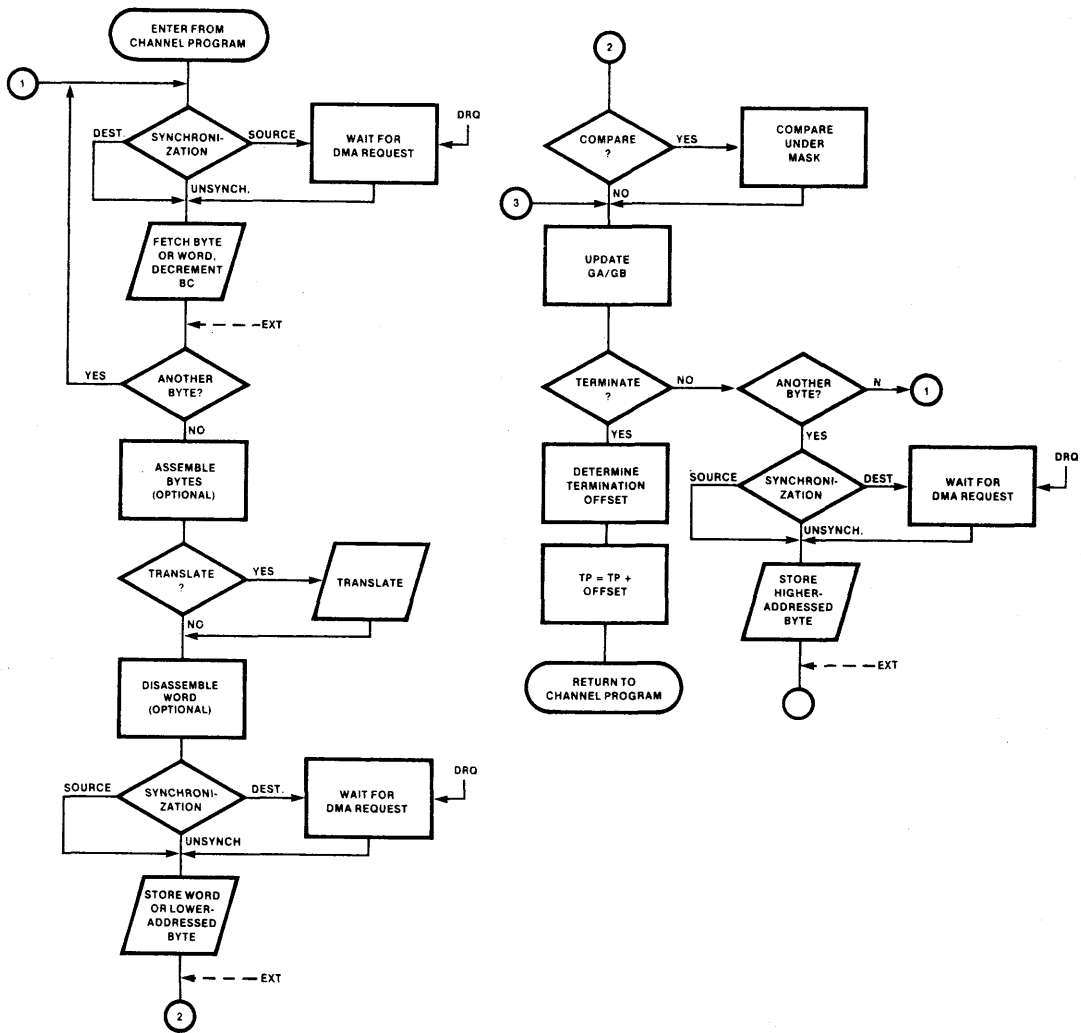 ENTER FROM
CHANNEL PROGRAM
1
DEST.
SYNCHRONI-
ZATION
SOURCE
WAIT FOR
DMA REQUEST
DRQ
UNSYNCH.
FETCH BYTE
OR WORD,
DECREMENT
BC
EXT
YES
ANOTHER
BYTE?
NO
ASSEMBLE
BYTES
(OPTIONAL)
TRANSLATE
?
YES
TRANSLATE
NO
DISASSEMBLE
WORD
(OPTIONAL)
SOURCE
SYNCHRONI-
ZATION
DEST.
WAIT FOR
DMA REQUEST
DRQ
UNSYNCH
STORE WORD
OR LOWER-
ADDRESSED
BYTE
EXT
2
2
COMPARE
?
YES
COMPARE
UNDER
MASK
NO
3
UPDATE
GA/GB
TERMINATE
?
NO
ANOTHER
BYTE?
N
1
YES
DETERMINE
TERMINATION
OFFSET
TP = TP +
OFFSET
RETURN TO
CHANNEL PROGRAM
YES
SOURCE
SYNCHRONI-
ZATION
DEST
WAIT FOR
DMA REQUEST
DRQ
UNSYNCH.
STORE
HIGHER-
ADDRESSED
BYTE
EXT